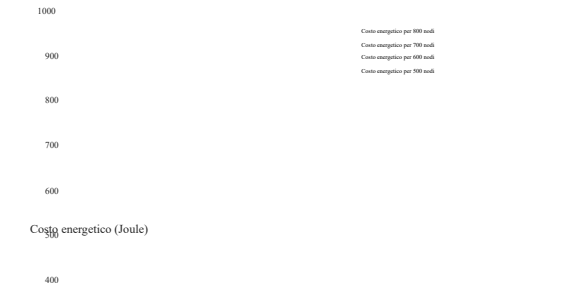 1000
Costo energetico per 800 nodi
Costo energetico per 700 nodi
900
Costo energetico per 600 nodi
Costo energetico per 500 nodi
800
700
600
Costo energetico (Joule)
500
400